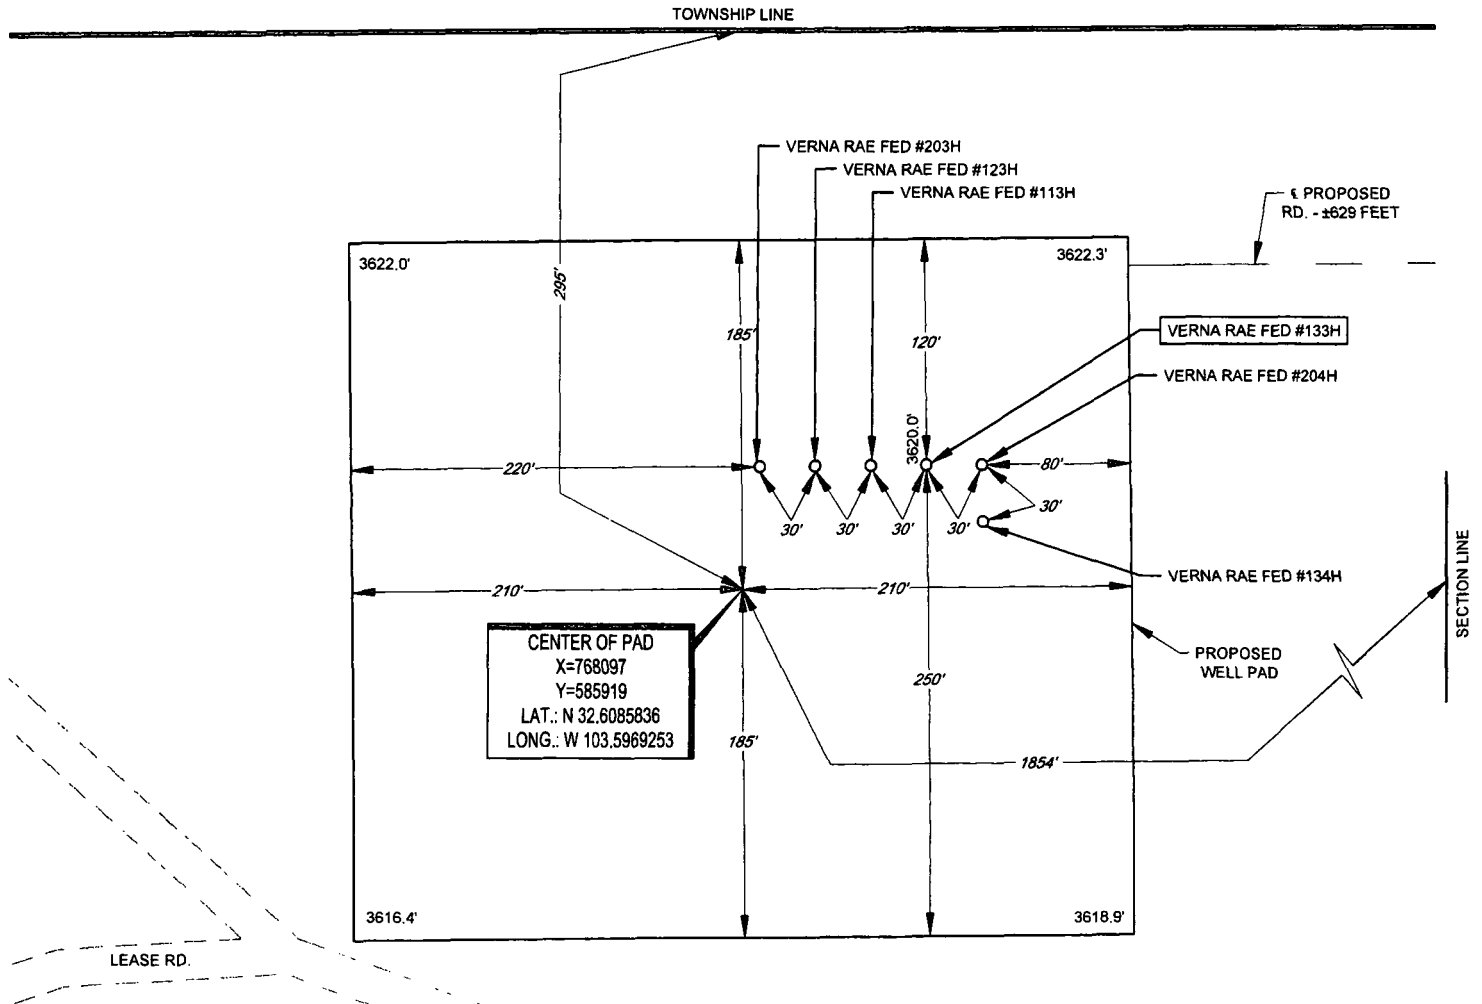 TOWNSHIP LINE
VERNA RAE FED #203H
VERNA RAE FED #123H
VERNA RAE FED #113H
℄ PROPOSED
RD. - ±629 FEET
3622.0'
3622.3'
295'
185'
120'
VERNA RAE FED #133H
VERNA RAE FED #204H
3620.0'
220'
80'
30'
30'
30'
30'
30'
VERNA RAE FED #134H
210'
210'
SECTION LINE
CENTER OF PAD
X=768097
Y=585919
LAT.: N 32.6085836
LONG.: W 103.5969253
PROPOSED
WELL PAD
250'
185'
1854'
3616.4'
3618.9'
LEASE RD.